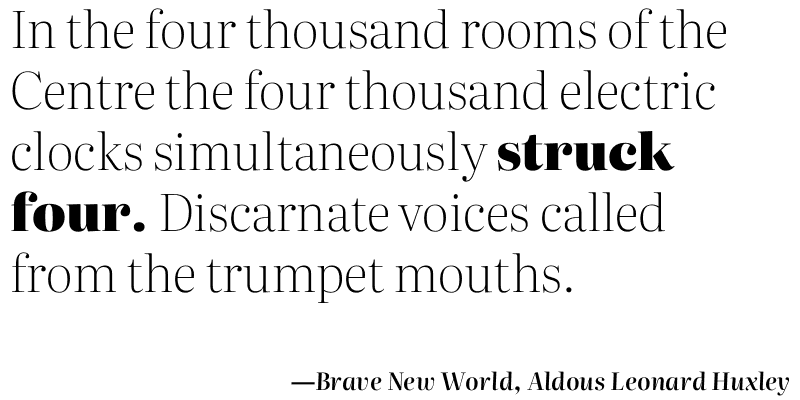 In the four thousand rooms of the
Centre the four thousand electric
clocks simultaneously struck
four. Discarnate voices called
from the trumpet mouths.
—Brave New World, Aldous Leonard Huxley